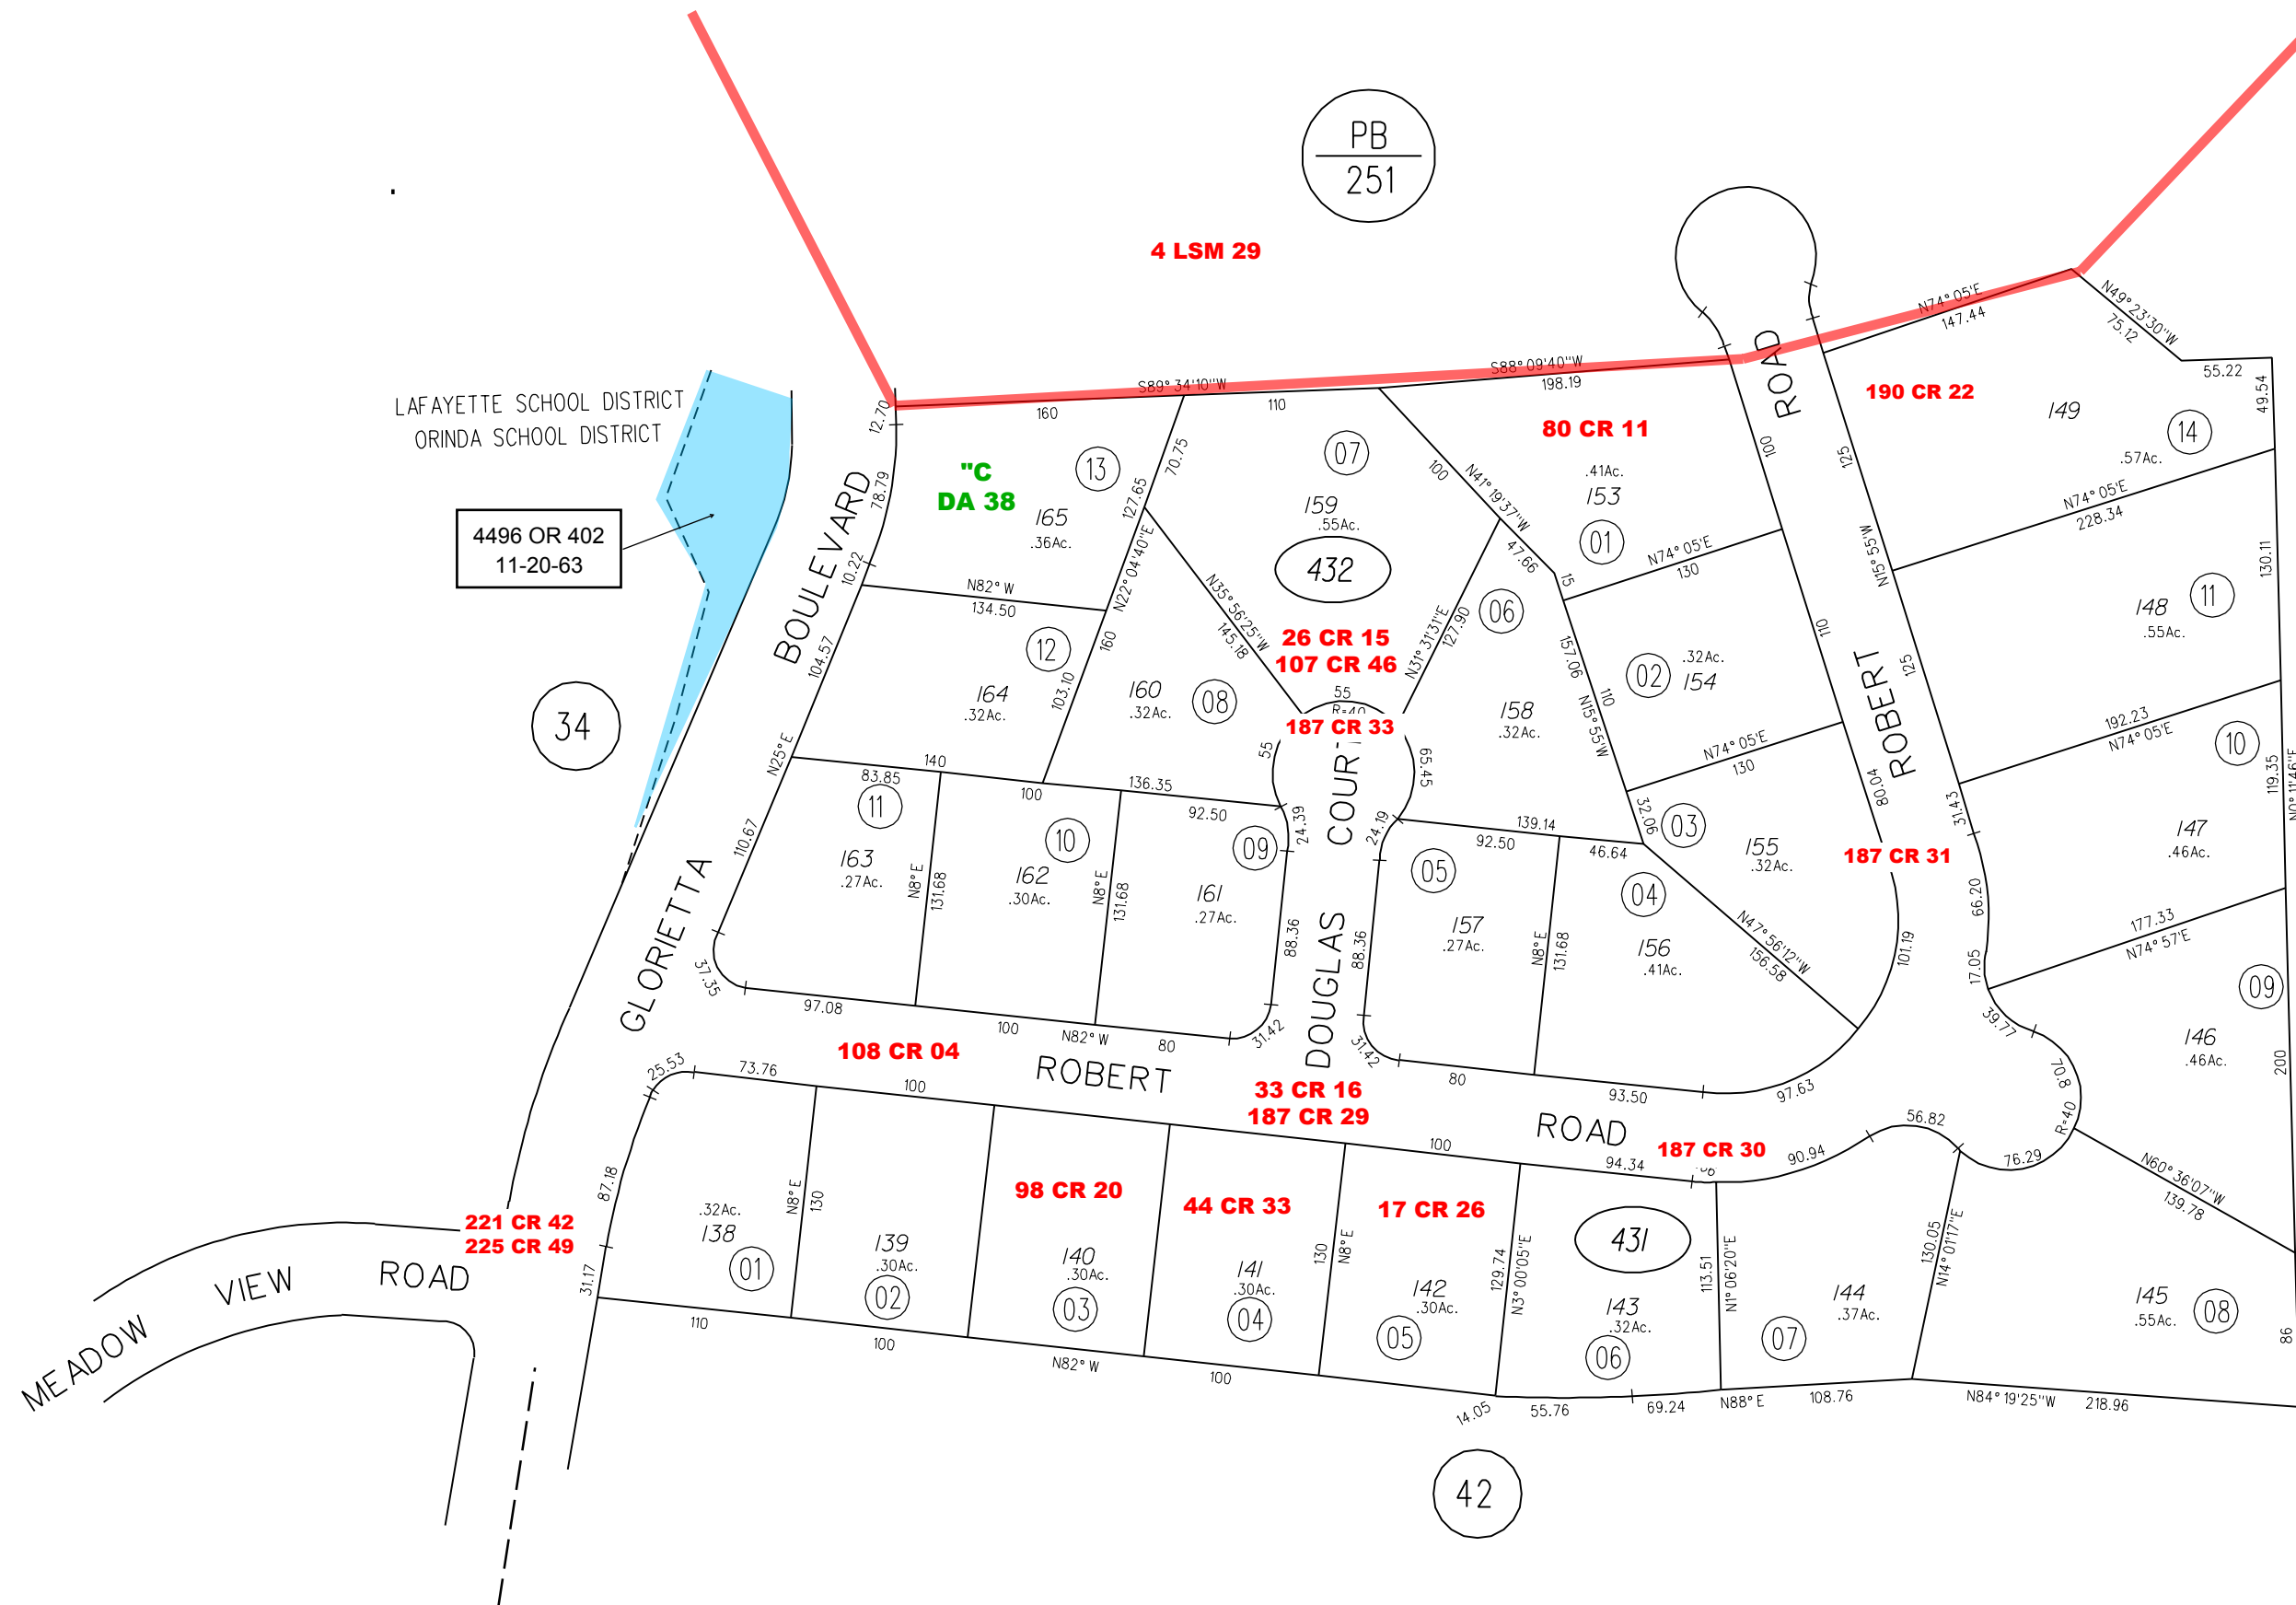 PB
251
4 LSM 29
N74° 05'E
147.44
N49° 23'30"W
75.12
55.22
49.54
LAFAYETTE SCHOOL DISTRICT
ORINDA SCHOOL DISTRICT
4496 OR 402
11-20-63
12.70
S89° 34'10"W
160
110
S88° 09'40"W
198.19
80 CR 11
190 CR 22
149
14
.57Ac.
ROAD
100
125
"C
DA 38
13
165
.36Ac.
70.75
127.65
N22° 04'40"E
07
159
.55Ac.
432
100
N41° 19'37"W
47.66
.41Ac.
153
01
15
N74° 05'E
130
N74° 05'E
228.34
N15° 55'W
BOULEVARD
78.79
10.22
N82° W
134.50
N35° 56'25"W
145.18
26 CR 15
107 CR 46
55
R=40
187 CR 33
N31° 31'31"E
127.90
06
158
.32Ac.
157.06
110
N15° 55'W
02
.32Ac.
154
110
125
130.11
148
11
.55Ac.
34
104.57
12
164
.32Ac.
160
103.10
160
.32Ac.
08
N25° E
140
83.85
100
136.35
92.50
55
65.45
N74° 05'E
130
ROBERT
192.23
N74° 05'E
10
119.35
N0° 11'46"E
11
163
.27Ac.
110.67
N8° E
131.68
10
162
.30Ac.
N8° E
131.68
09
161
.27Ac.
24.39
88.36
COURT
DOUGLAS
24.19
139.14
92.50
46.64
05
157
.27Ac.
88.36
N8° E
131.68
32.06
03
155
.32Ac.
80.04
187 CR 31
31.43
147
.46Ac.
04
156
.41Ac.
N47° 56'12"W
156.58
101.19
66.20
17.05
177.33
N74° 57'E
09
146
.46Ac.
200
39.77
70.8
R=40
GLORIETTA
37.35
97.08
100
N82° W
80
31.42
31.42
80
93.50
97.63
108 CR 04
ROBERT
33 CR 16
187 CR 29
ROAD
187 CR 30
25.53
73.76
100
100
94.34
90.94
56.82
76.29
N60° 36'07"W
139.78
87.18
31.17
221 CR 42
225 CR 49
.32Ac.
138
01
N8° E
130
139
.30Ac.
02
98 CR 20
140
.30Ac.
03
44 CR 33
141
.30Ac.
04
130
N8° E
17 CR 26
142
.30Ac.
05
129.74
N3° 00'05"E
431
143
.32Ac.
06
113.51
N1° 06'20"E
144
.37Ac.
07
130.05
N14° 01'17"E
145
.55Ac.
08
86
MEADOW VIEW ROAD
110
100
N82° W
100
14.05
55.76
69.24
N88° E
108.76
N84° 19'25"W
218.96
42